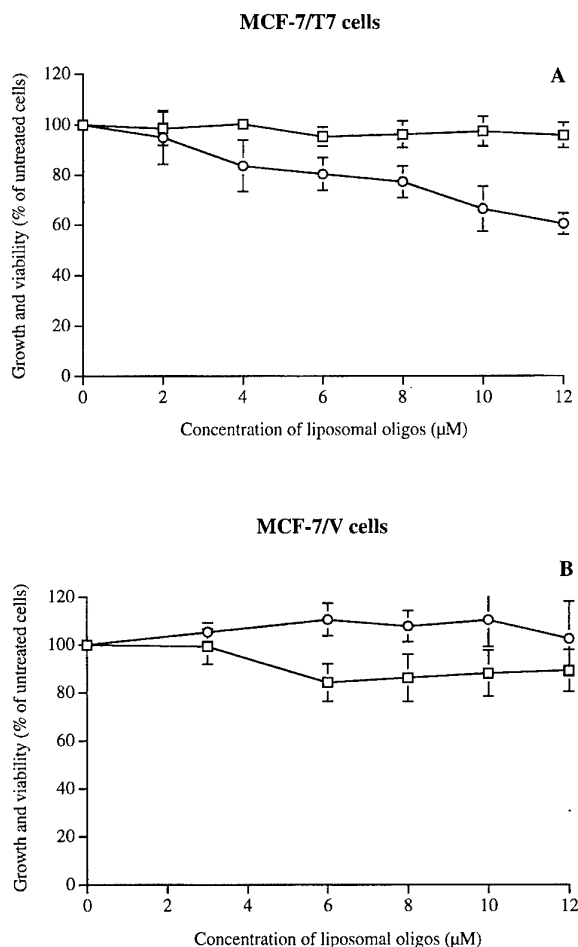 MCF-7/T7 cells
A
Growth and viability (% of untreated cells)
120
100
80
60
40
20
0
0 2 4 6 8 10 12
Concentration of liposomal oligos (μM)
MCF-7/V cells
B
Growth and viability (% of untreated cells)
120
100
80
60
40
20
0
0 2 4 6 8 10 12
Concentration of liposomal oligos (μM)